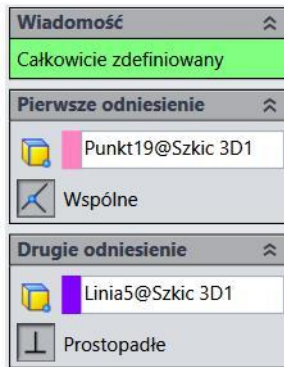 Wiadomość
Całkowicie zdefiniowany
Pierwsze odniesienie
Punkt19@Szkic 3D1
Wspólne
Drugie odniesienie
Linia5@Szkic 3D1
Prostopadłe